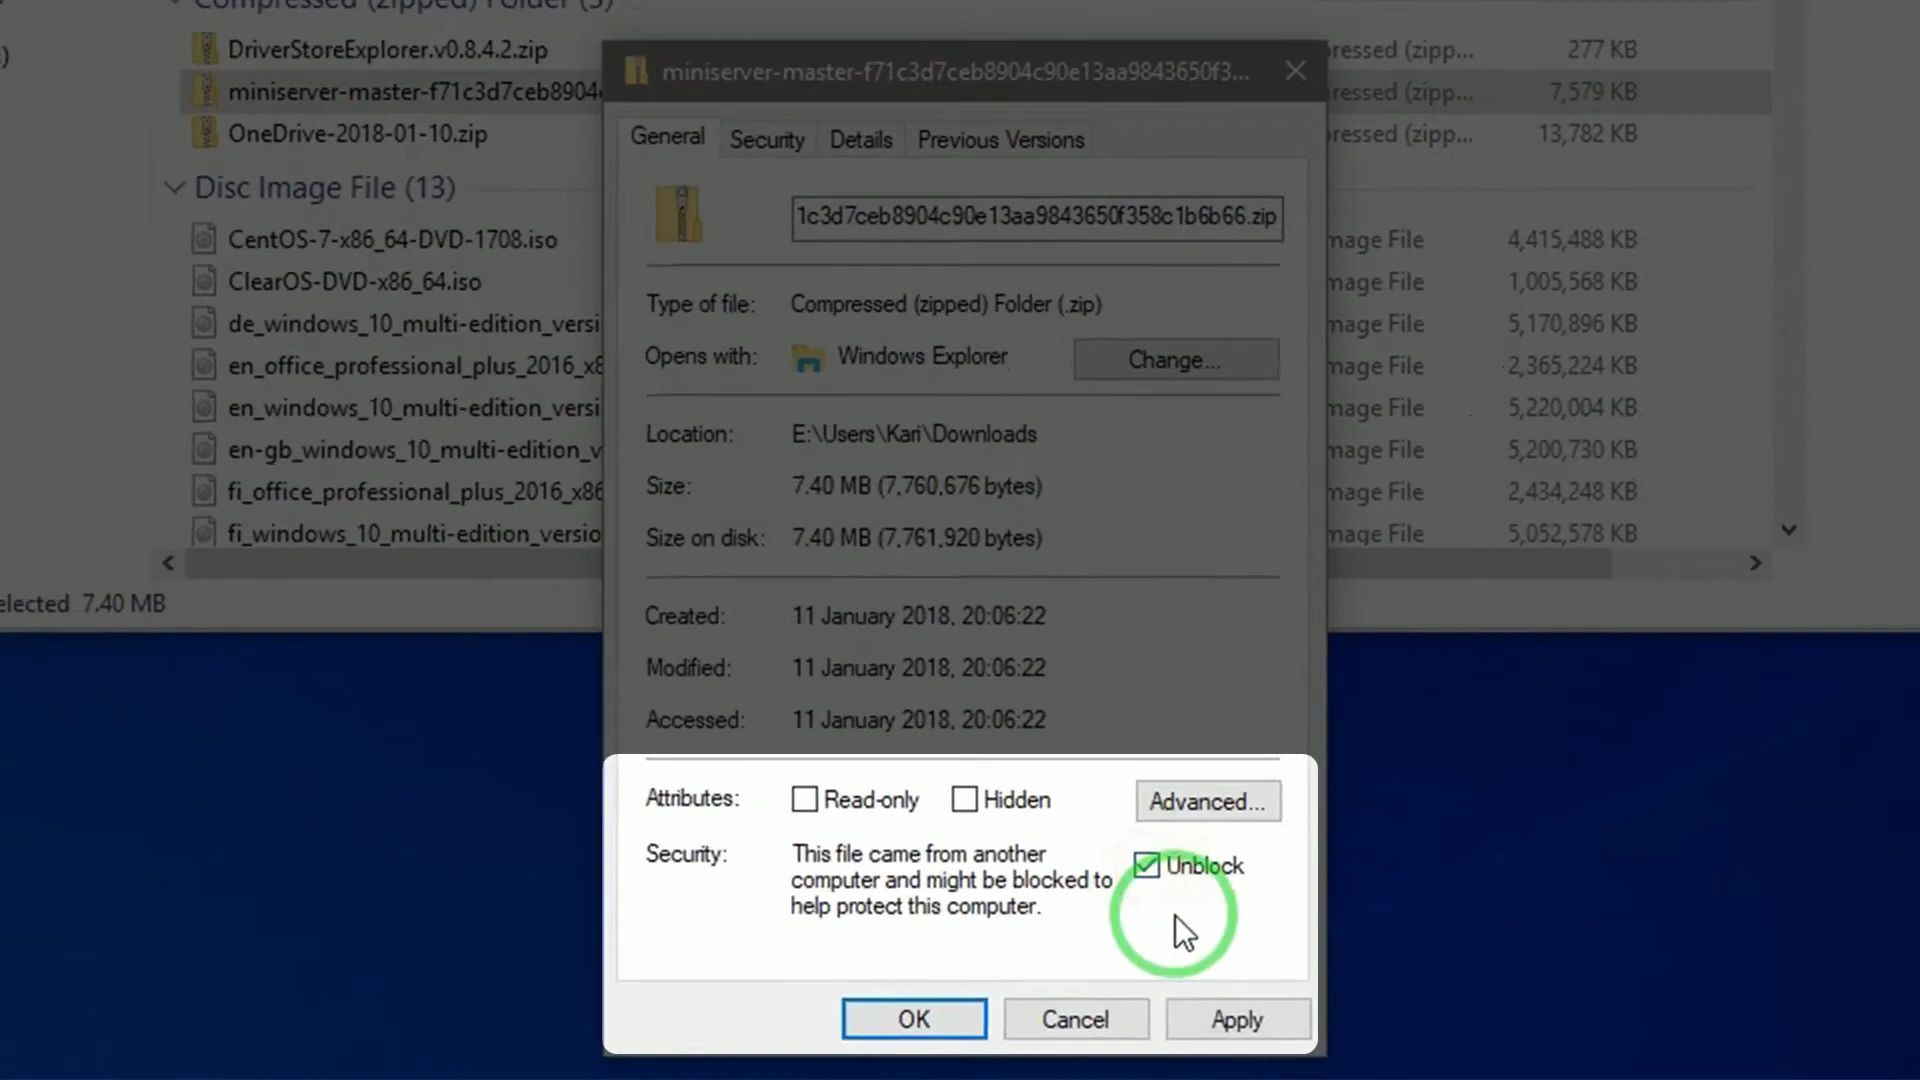 Compressed (zipped) Folder (3)
DriverStoreExplorer.v0.8.4.2.zip
ressed (zipp...
277 KB
miniserver-master-f71c3d7ceb8904
ressed (zipp...
7,579 KB
OneDrive-2018-01-10.zip
ressed (zipp...
13,782 KB
Disc Image File (13)
CentOS-7-x86_64-DVD-1708.iso
mage File
4,415,488 KB
ClearOS-DVD-x86_64.iso
mage File
1,005,568 KB
de_windows_10_multi-edition_versi
mage File
5,170,896 KB
en_office_professional_plus_2016_x8
mage File
2,365,224 KB
en_windows_10_multi-edition_versi
mage File
5,220,004 KB
en-gb_windows_10_multi-edition_v
mage File
5,200,730 KB
fi_office_professional_plus_2016_x86
mage File
2,434,248 KB
fi_windows_10_multi-edition_versio
mage File
5,052,578 KB
elected 7.40 MB
miniserver-master-f71c3d7ceb8904c90e13aa9843650f3...
General
Security
Details
Previous Versions
1c3d7ceb8904c90e13aa9843650f358c1b6b66.zip
Type of file: Compressed (zipped) Folder (.zip)
Opens with: Windows Explorer
Change...
Location: E:\Users\Kari\Downloads
Size: 7.40 MB (7,760,676 bytes)
Size on disk: 7.40 MB (7,761,920 bytes)
Created: 11 January 2018, 20:06:22
Modified: 11 January 2018, 20:06:22
Accessed: 11 January 2018, 20:06:22
Attributes: Read-only Hidden
Advanced...
Security: This file came from another
computer and might be blocked to
help protect this computer.
Unblock
OK
Cancel
Apply